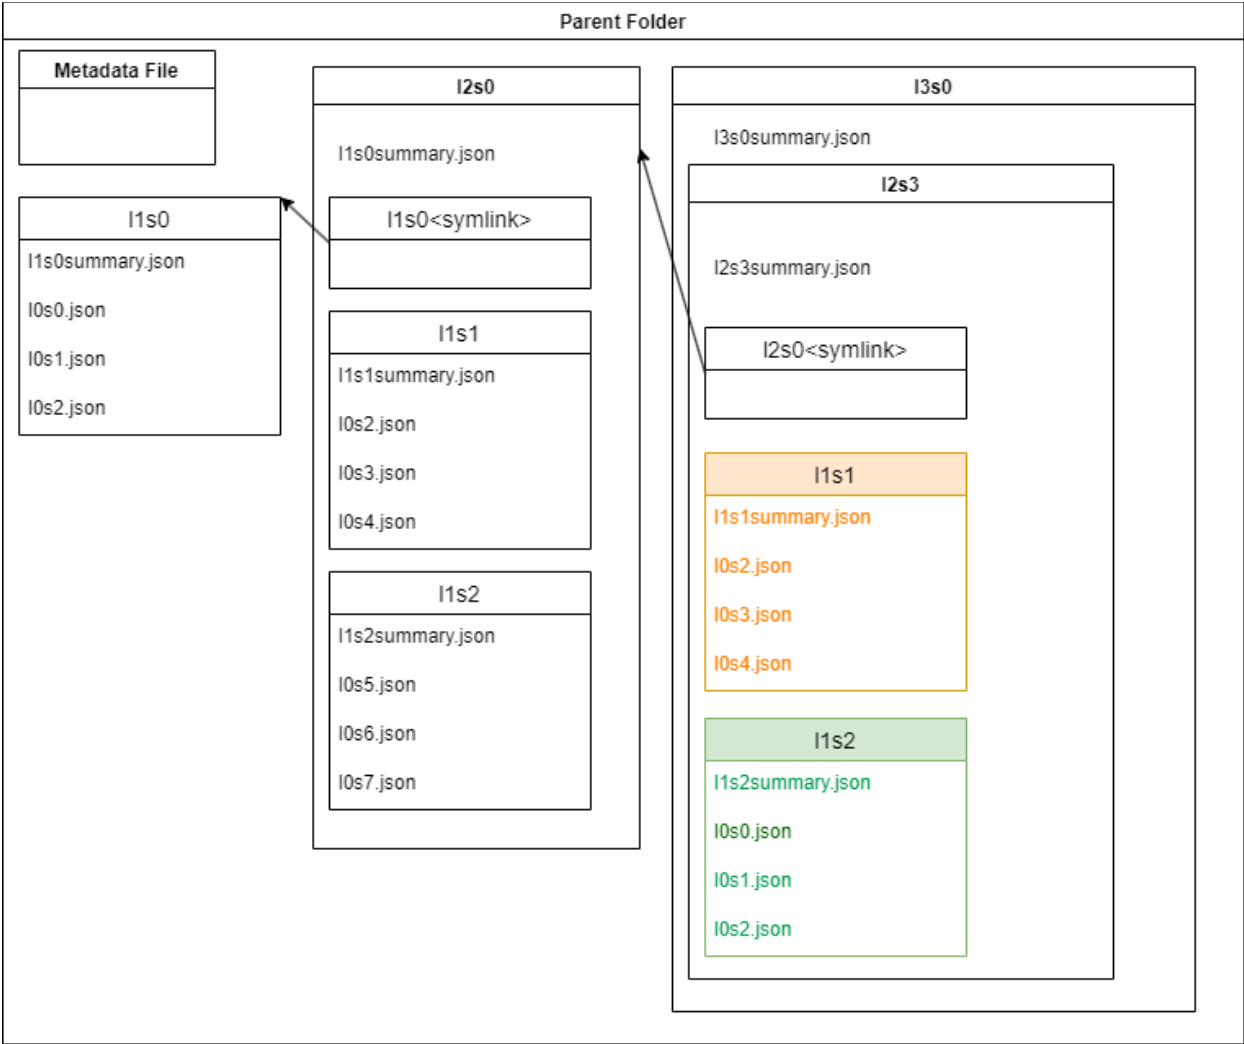 Parent Folder
Metadata File
l1s0
l1s0summary.json
l0s0.json
l0s1.json
l0s2.json
l2s0
l1s0summary.json
l1s0<symlink>
l1s1
l1s1summary.json
l0s2.json
l0s3.json
l0s4.json
l1s2
l1s2summary.json
l0s5.json
l0s6.json
l0s7.json
l3s0
l3s0summary.json
l2s3
l2s3summary.json
l2s0<symlink>
l1s1
l1s1summary.json
l0s2.json
l0s3.json
l0s4.json
l1s2
l1s2summary.json
l0s0.json
l0s1.json
l0s2.json